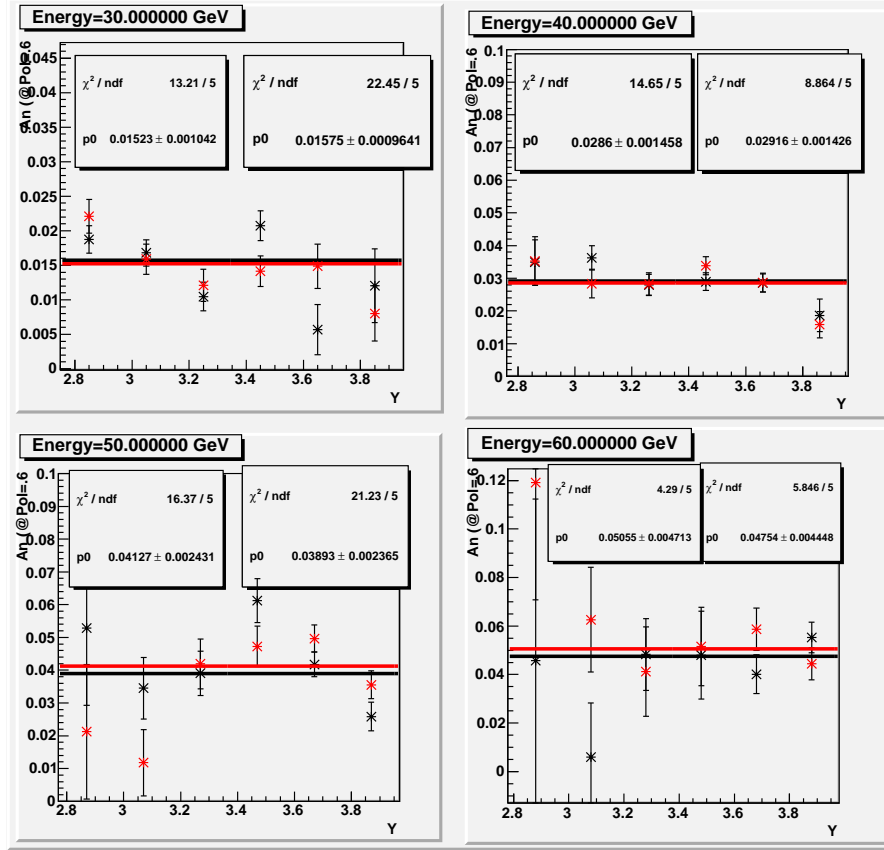 Energy=30.000000 GeV
An (@Pol=.6
χ² / ndf 13.21 / 5
p0 0.01523 ± 0.001042
χ² / ndf 22.45 / 5
p0 0.01575 ± 0.0009641
0.045
0.04
0.035
0.03
0.025
0.02
0.015
0.01
0.005
0
2.8 3 3.2 3.4 3.6 3.8
Y
Energy=40.000000 GeV
An (@Pol=.6
χ² / ndf 14.65 / 5
p0 0.0286 ± 0.001458
χ² / ndf 8.864 / 5
p0 0.02916 ± 0.001426
0.1
0.09
0.08
0.07
0.06
0.05
0.04
0.03
0.02
0.01
0
2.8 3 3.2 3.4 3.6 3.8
Y
Energy=50.000000 GeV
An (@Pol=.6
χ² / ndf 16.37 / 5
p0 0.04127 ± 0.002431
χ² / ndf 21.23 / 5
p0 0.03893 ± 0.002365
0.1
0.09
0.08
0.07
0.06
0.05
0.04
0.03
0.02
0.01
0
2.8 3 3.2 3.4 3.6 3.8
Y
Energy=60.000000 GeV
An (@Pol=.6
χ² / ndf 4.29 / 5
p0 0.05055 ± 0.004713
χ² / ndf 5.846 / 5
p0 0.04754 ± 0.004448
0.12
0.1
0.08
0.06
0.04
0.02
0
2.8 3 3.2 3.4 3.6 3.8
Y